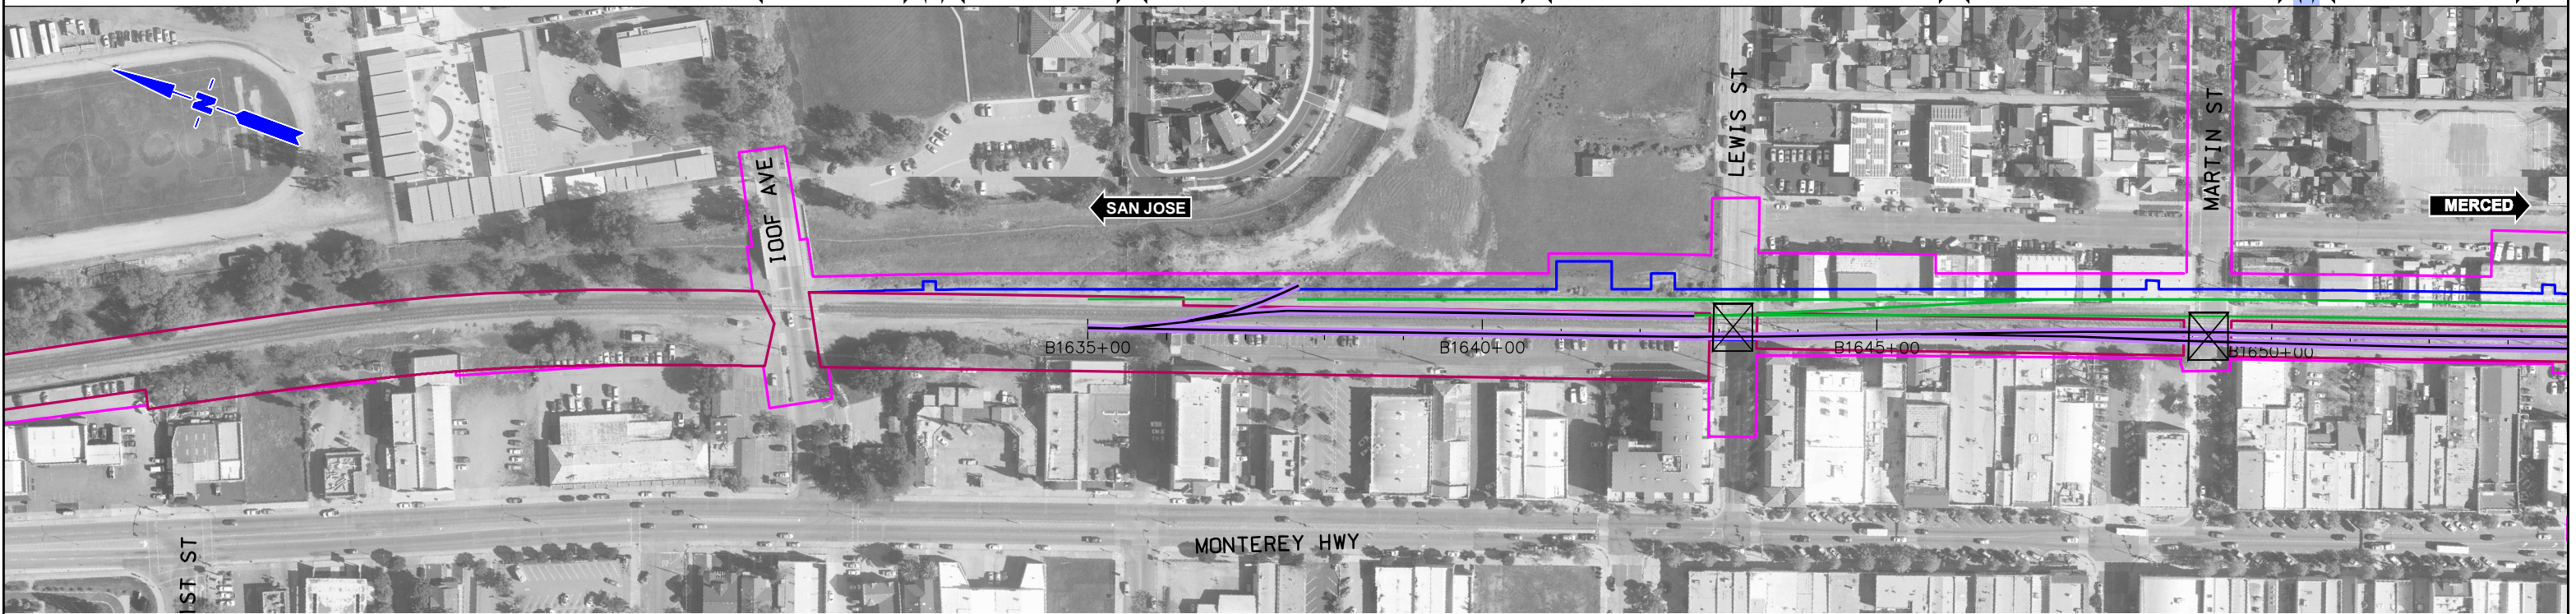 N
IOOF AVE
LEWIS ST
MARTIN ST
SAN JOSE
MERCED
B1635+00
B1640+00
B1645+00
B1650+00
MONTEREY HWY
IST ST